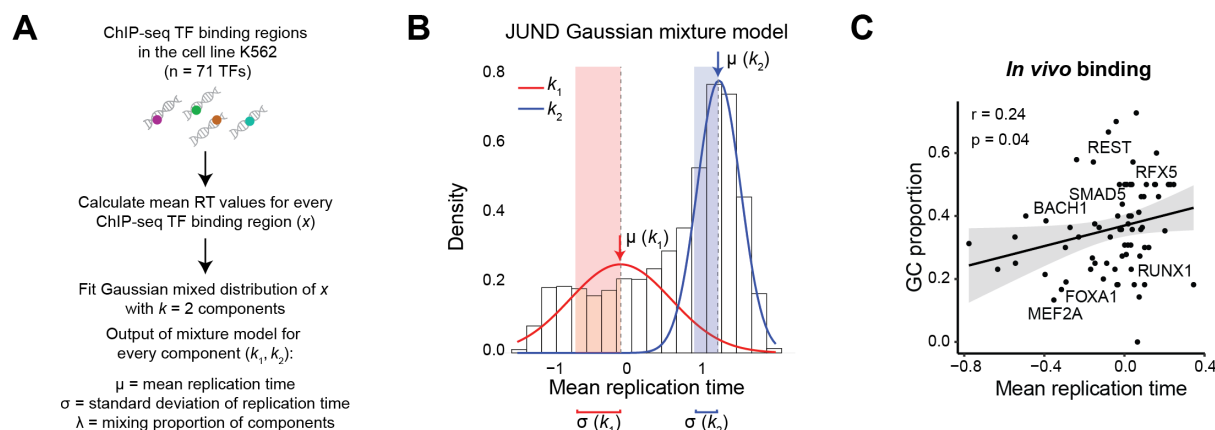 A
ChIP-seq TF binding regions
in the cell line K562
(n = 71 TFs)
Calculate mean RT values for every
ChIP-seq TF binding region (x)
Fit Gaussian mixed distribution of x
with k = 2 components
Output of mixture model for
every component (k₁, k₂):
μ = mean replication time
σ = standard deviation of replication time
λ = mixing proportion of components
B
JUND Gaussian mixture model
μ (k₂)
k₁
k₂
μ (k₁)
Density
0.8
0.6
0.4
0.2
0.0
−1
0
1
Mean replication time
σ (k₁)
σ (k₂)
C
In vivo binding
r = 0.24
p = 0.04
REST
RFX5
SMAD5
BACH1
RUNX1
FOXA1
MEF2A
GC proportion
0.6
0.4
0.2
0.0
−0.8
−0.4
0.0
0.4
Mean replication time